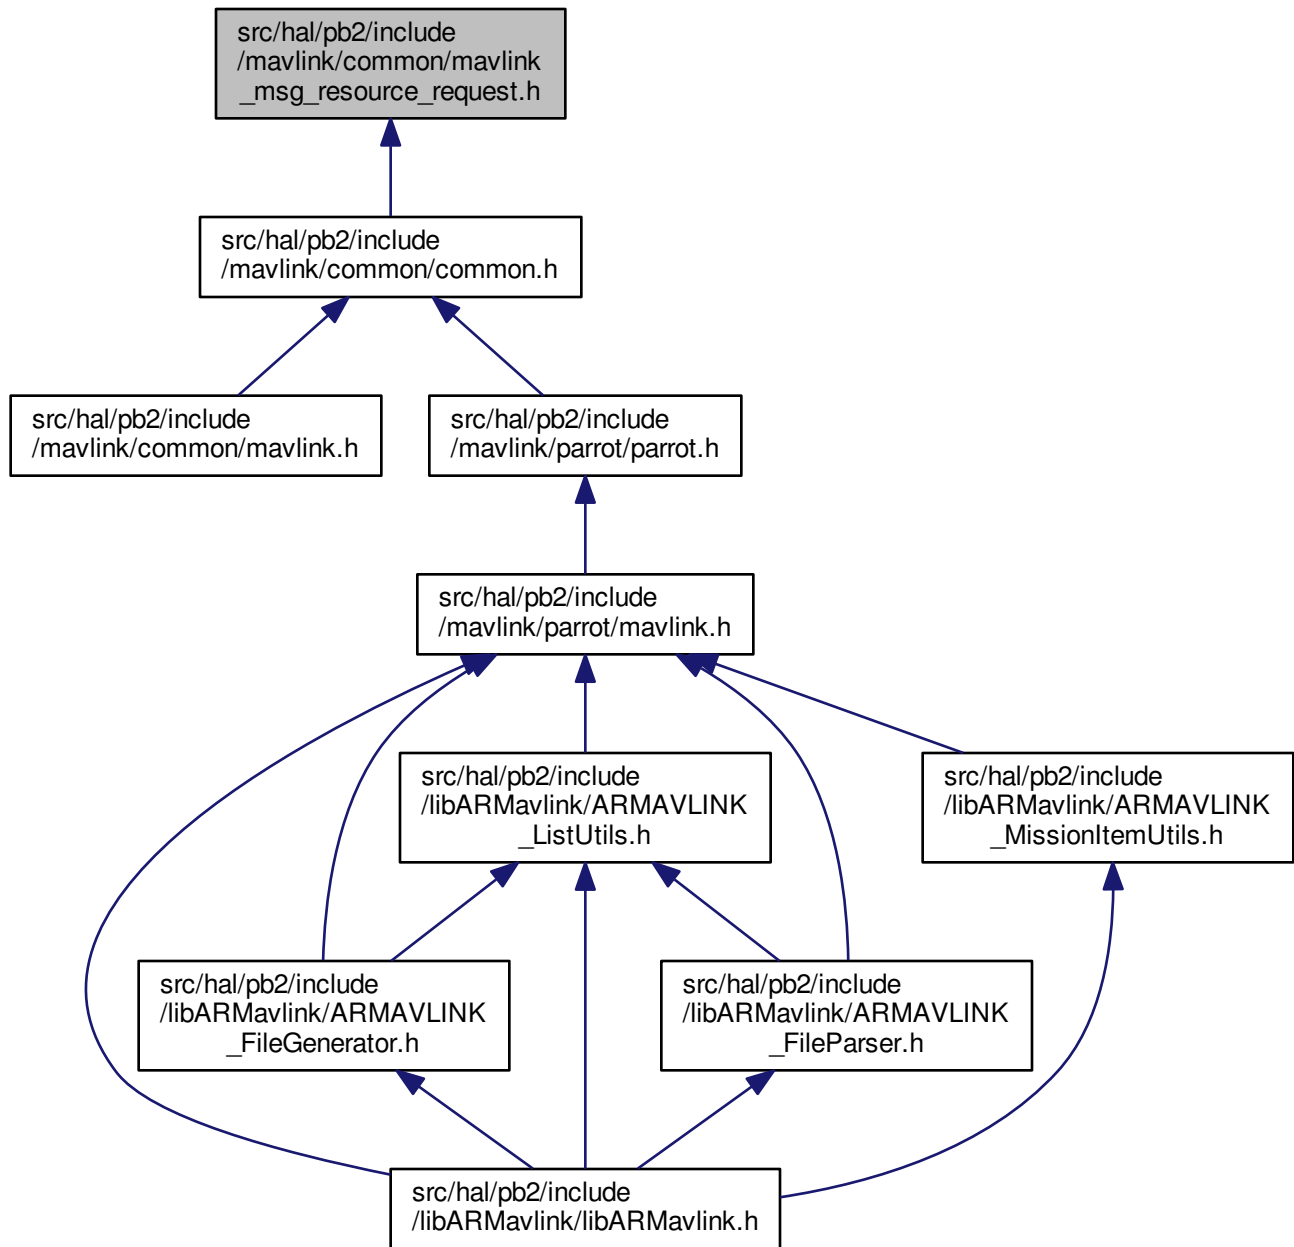 src/hal/pb2/include
/mavlink/common/mavlink
_msg_resource_request.h
src/hal/pb2/include
/mavlink/common/common.h
src/hal/pb2/include
/mavlink/common/mavlink.h
src/hal/pb2/include
/mavlink/parrot/parrot.h
src/hal/pb2/include
/mavlink/parrot/mavlink.h
src/hal/pb2/include
/libARMavlink/ARMAVLINK
_ListUtils.h
src/hal/pb2/include
/libARMavlink/ARMAVLINK
_MissionItemUtils.h
src/hal/pb2/include
/libARMavlink/ARMAVLINK
_FileGenerator.h
src/hal/pb2/include
/libARMavlink/ARMAVLINK
_FileParser.h
src/hal/pb2/include
/libARMavlink/libARMavlink.h